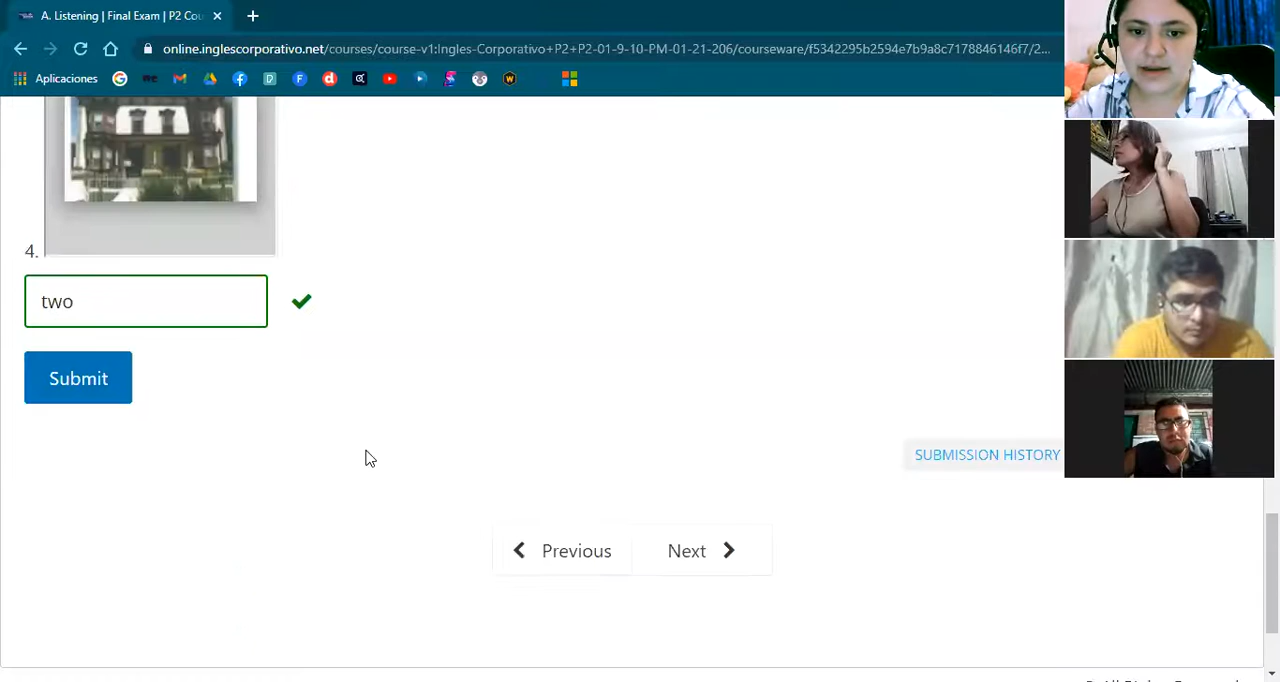 A. Listening | Final Exam | P2 Cou
online.inglescorporativo.net/courses/course-v1:Ingles-Corporativo+P2+P2-01-9-10-PM-01-21-206/courseware/f5342295b2594e7b9a8c7178846146f7/2...
Aplicaciones
4.
two
Submit
SUBMISSION HISTORY
Previous
Next